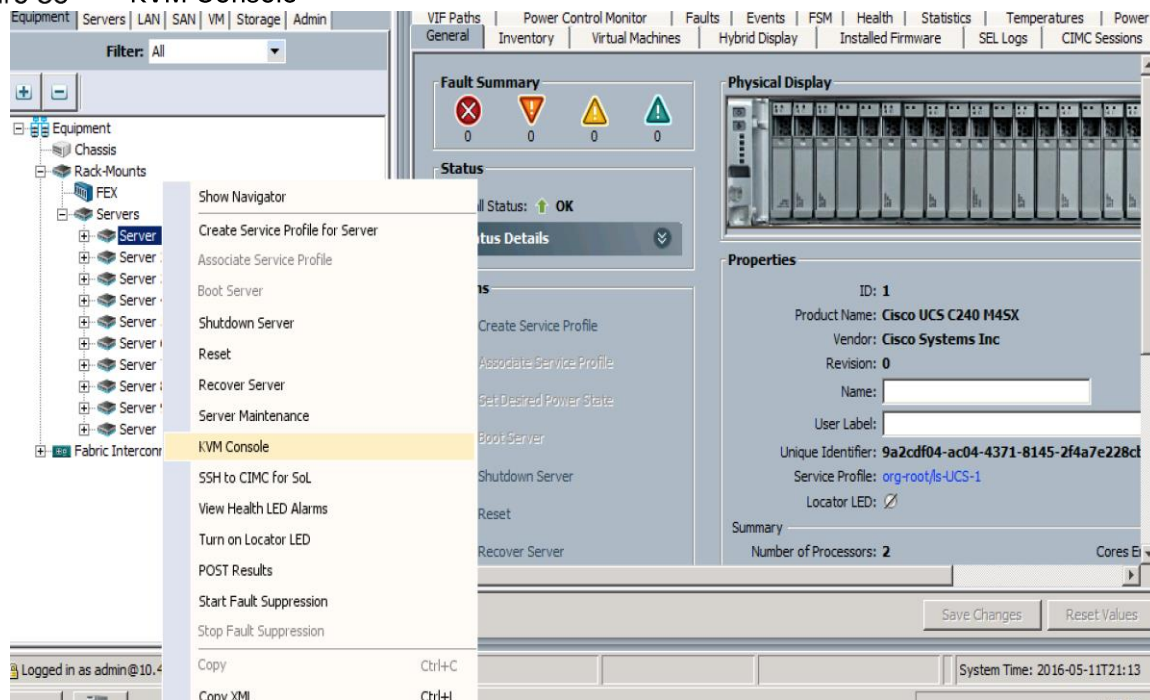 KVM Console
Equipment Servers LAN SAN VM Storage Admin
Filter: All
Equipment
Chassis
Rack-Mounts
FEX
Servers
Server
Server
Server
Server
Server
Server
Server
Server
Server
Server
Fabric Interconn
Show Navigator
Create Service Profile for Server
Associate Service Profile
Boot Server
Shutdown Server
Reset
Recover Server
Server Maintenance
KVM Console
SSH to CIMC for SoL
View Health LED Alarms
Turn on Locator LED
POST Results
Start Fault Suppression
Stop Fault Suppression
Copy Ctrl+C
Copy XML Ctrl+L
VIF Paths Power Control Monitor Faults Events FSM Health Statistics Temperatures Power
General Inventory Virtual Machines Hybrid Display Installed Firmware SEL Logs CIMC Sessions
Fault Summary
0 0 0 0
Status
Status: OK
Details
Create Service Profile
Associate Service Profile
Set Desired Power State
Boot Server
Shutdown Server
Reset
Recover Server
Physical Display
Properties
ID: 1
Product Name: Cisco UCS C240 M4SX
Vendor: Cisco Systems Inc
Revision: 0
Name:
User Label:
Unique Identifier: 9a2cdf04-ac04-4371-8145-2f4a7e228cb
Service Profile: org-root/ls-UCS-1
Locator LED:
Summary
Number of Processors: 2 Cores
Save Changes Reset Values
Logged in as admin@10.4
System Time: 2016-05-11T21:13